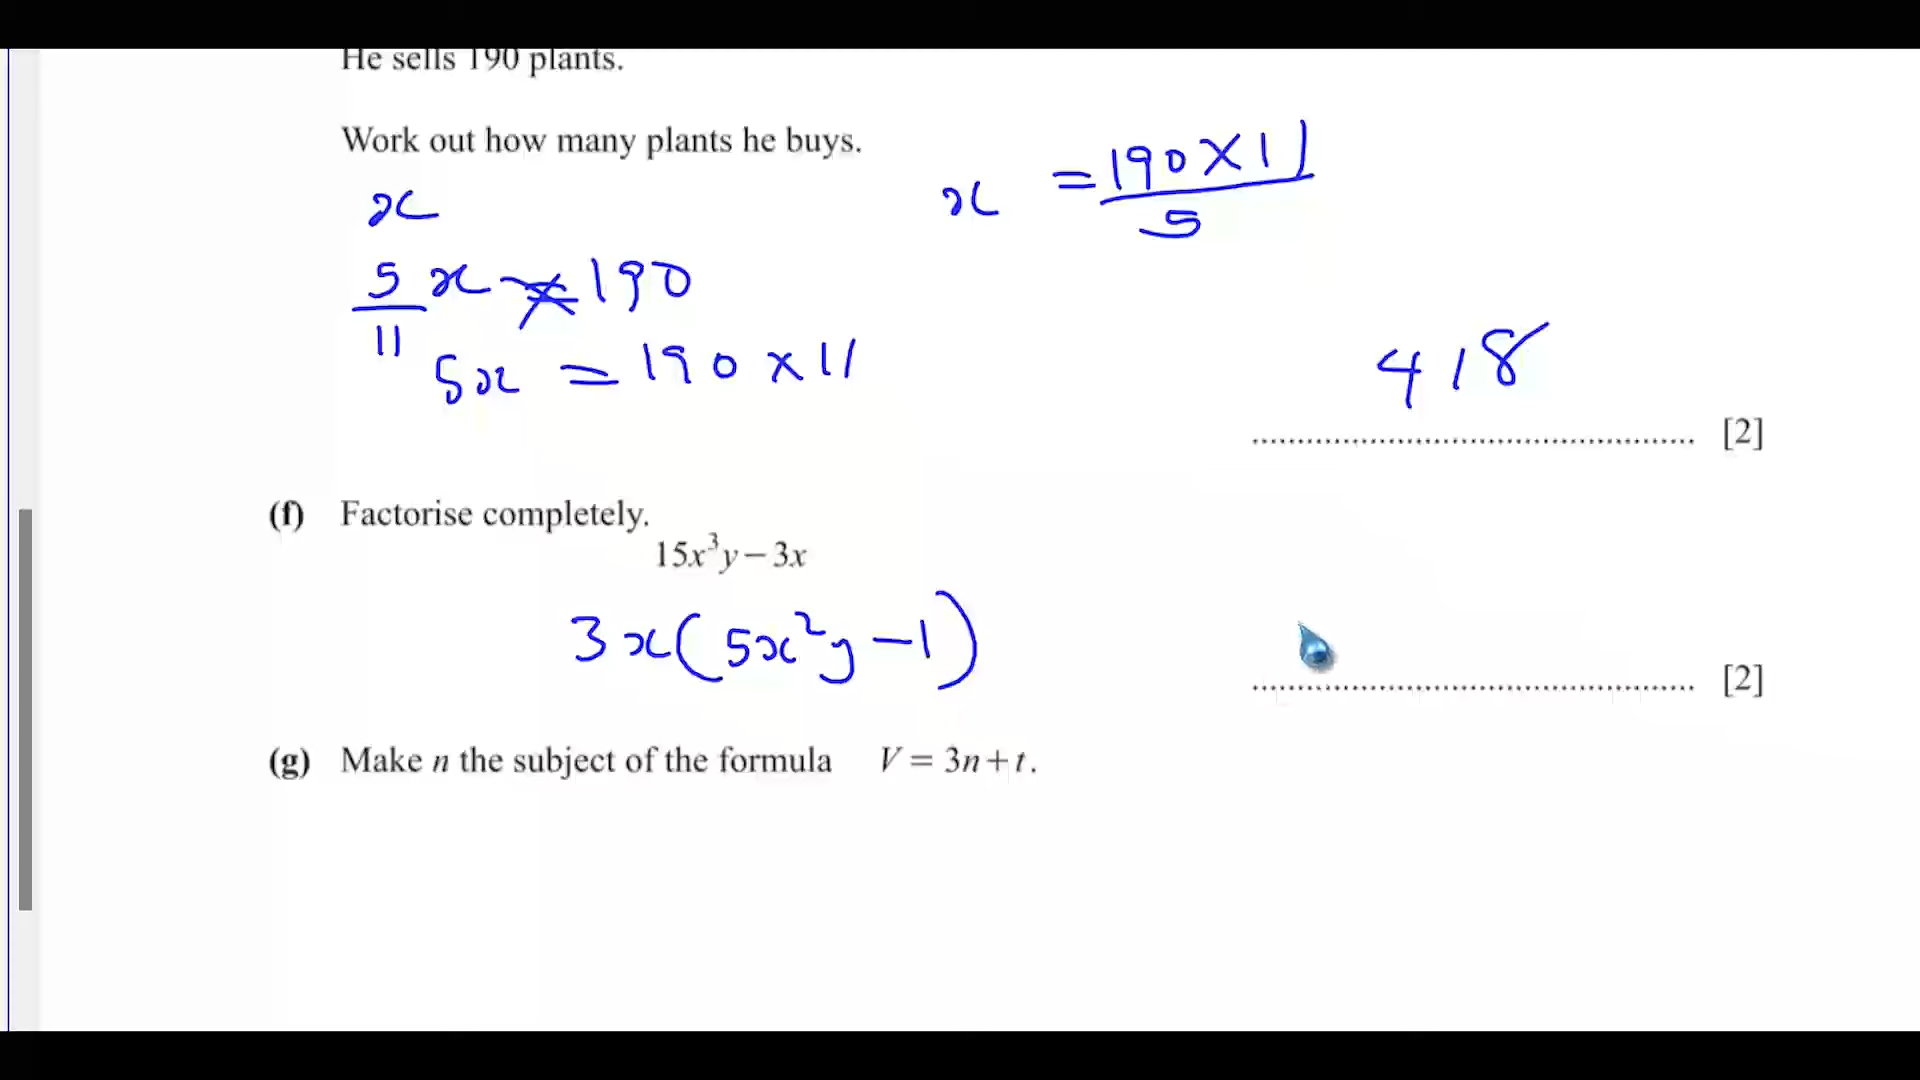 He sells 190 plants.
Work out how many plants he buys.
x
x = 190 × 11 / 5
5/11 x = 190
5x = 190 × 11
418
[2]
(f) Factorise completely.
15x³y − 3x
3x(5x²y − 1)
[2]
(g) Make n the subject of the formula V = 3n + t.